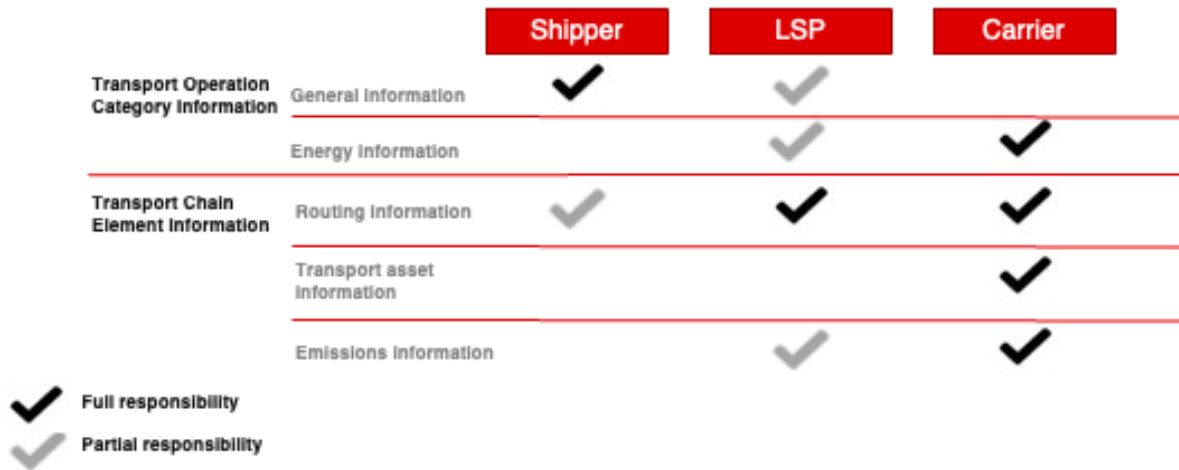 Shipper LSP Carrier
Transport Operation
Category Information
General information
Energy information
Transport Chain
Element Information
Routing information
Transport asset
information
Emissions information
Full responsibility
Partial responsibility